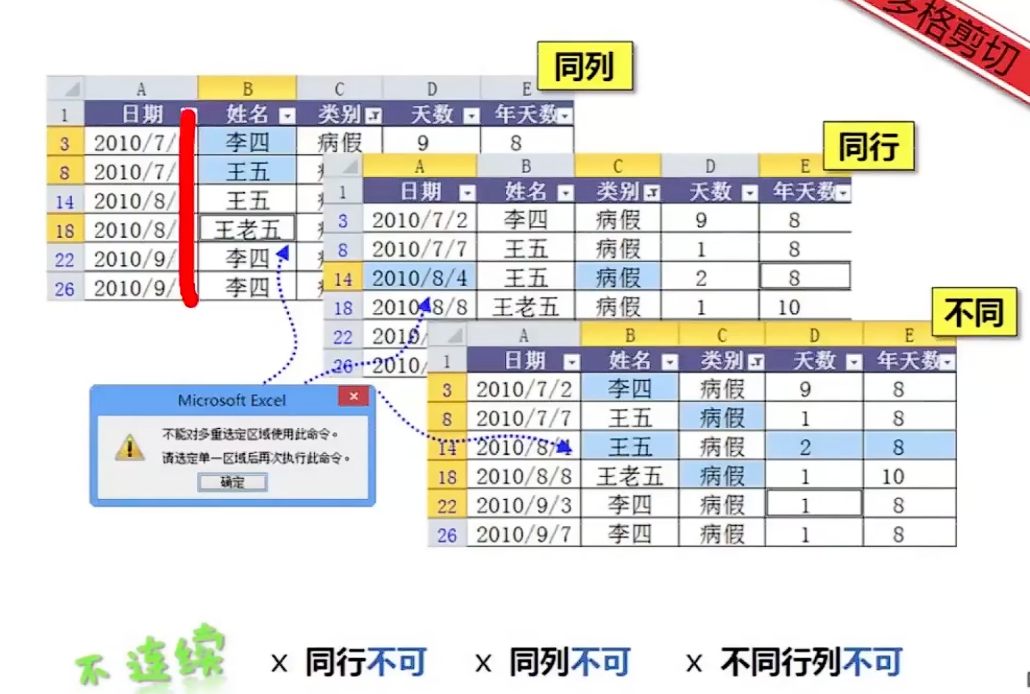 多格剪切
同列
A B C D E
1 日期 姓名 类别 天数 年天数
3 2010/7/ 李四 病假 9 8
8 2010/7/ 王五
14 2010/8/ 王五
18 2010/8/ 王老五
22 2010/9/ 李四
26 2010/9/ 李四
同行
A B C D E
1 日期 姓名 类别 天数 年天数
3 2010/7/2 李四 病假 9 8
8 2010/7/7 王五 病假 1 8
14 2010/8/4 王五 病假 2 8
18 2010/8/8 王老五 病假 1 10
22 2010/
26 2010/
不同
A B C D E
1 日期 姓名 类别 天数 年天数
3 2010/7/2 李四 病假 9 8
8 2010/7/7 王五 病假 1 8
14 2010/8/4 王五 病假 2 8
18 2010/8/8 王老五 病假 1 10
22 2010/9/3 李四 病假 1 8
26 2010/9/7 李四 病假 1 8
Microsoft Excel
不能对多重选定区域使用此命令。
请选定单一区域后再次执行此命令。
确定
不连续 x 同行不可 x 同列不可 x 不同行列不可